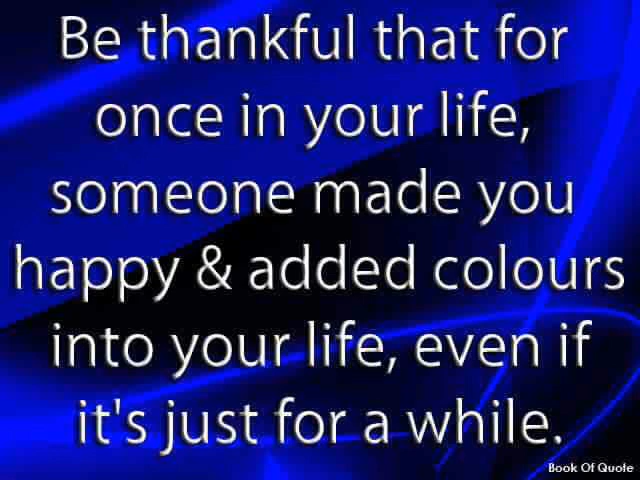 Be thankful that for
once in your life,
someone made you
happy & added colours
into your life, even if
it's just for a while.
Book Of Quote